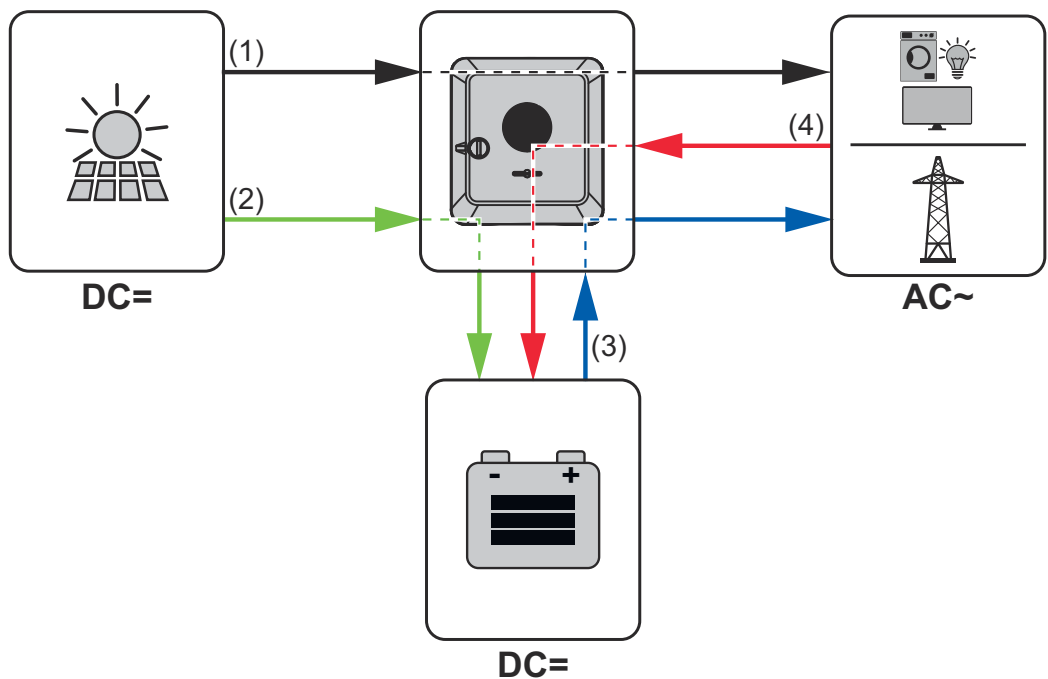 (1)
(2)
(4)
DC=
AC~
(3)
- +
DC=